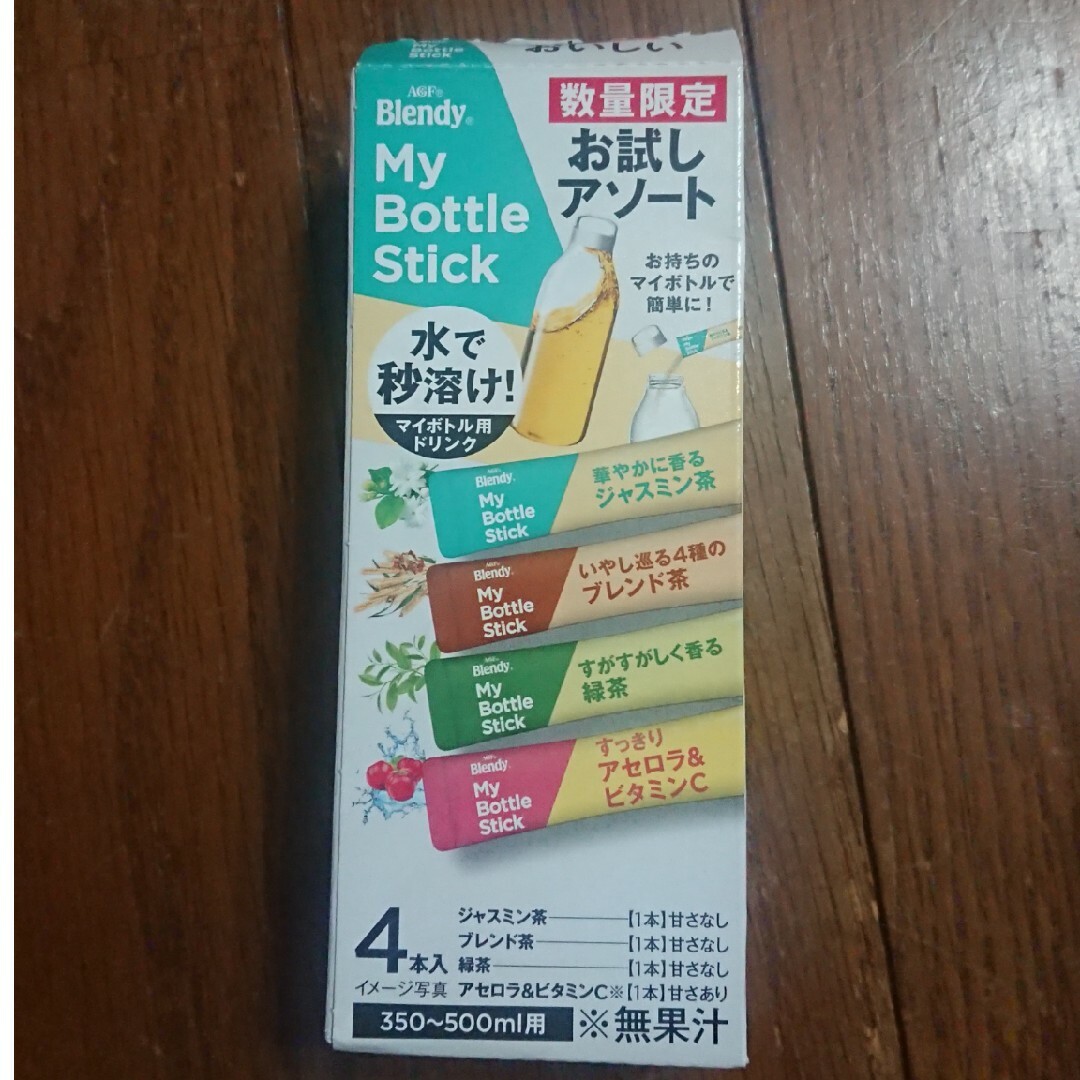 My
Bottle
Stick
おいしい
AGF®
Blendy®
My
Bottle
Stick
数量限定
お試し
アソート
お持ちの
マイボトルで
簡単に!
水で
秒溶け!
マイボトル用
ドリンク
Blendy
My
Bottle
Stick
華やかに香る
ジャスミン茶
AGF
Blendy
My
Bottle
Stick
いやし巡る4種の
ブレンド茶
Blendy
My
Bottle
Stick
すがすがしく香る
緑茶
Blendy
My
Bottle
Stick
すっきり
アセロラ&
ビタミンC
4本入
イメージ写真
ジャスミン茶【1本】甘さなし
ブレンド茶【1本】甘さなし
緑茶【1本】甘さなし
アセロラ&ビタミンC※【1本】甘さあり
350~500ml用
※無果汁